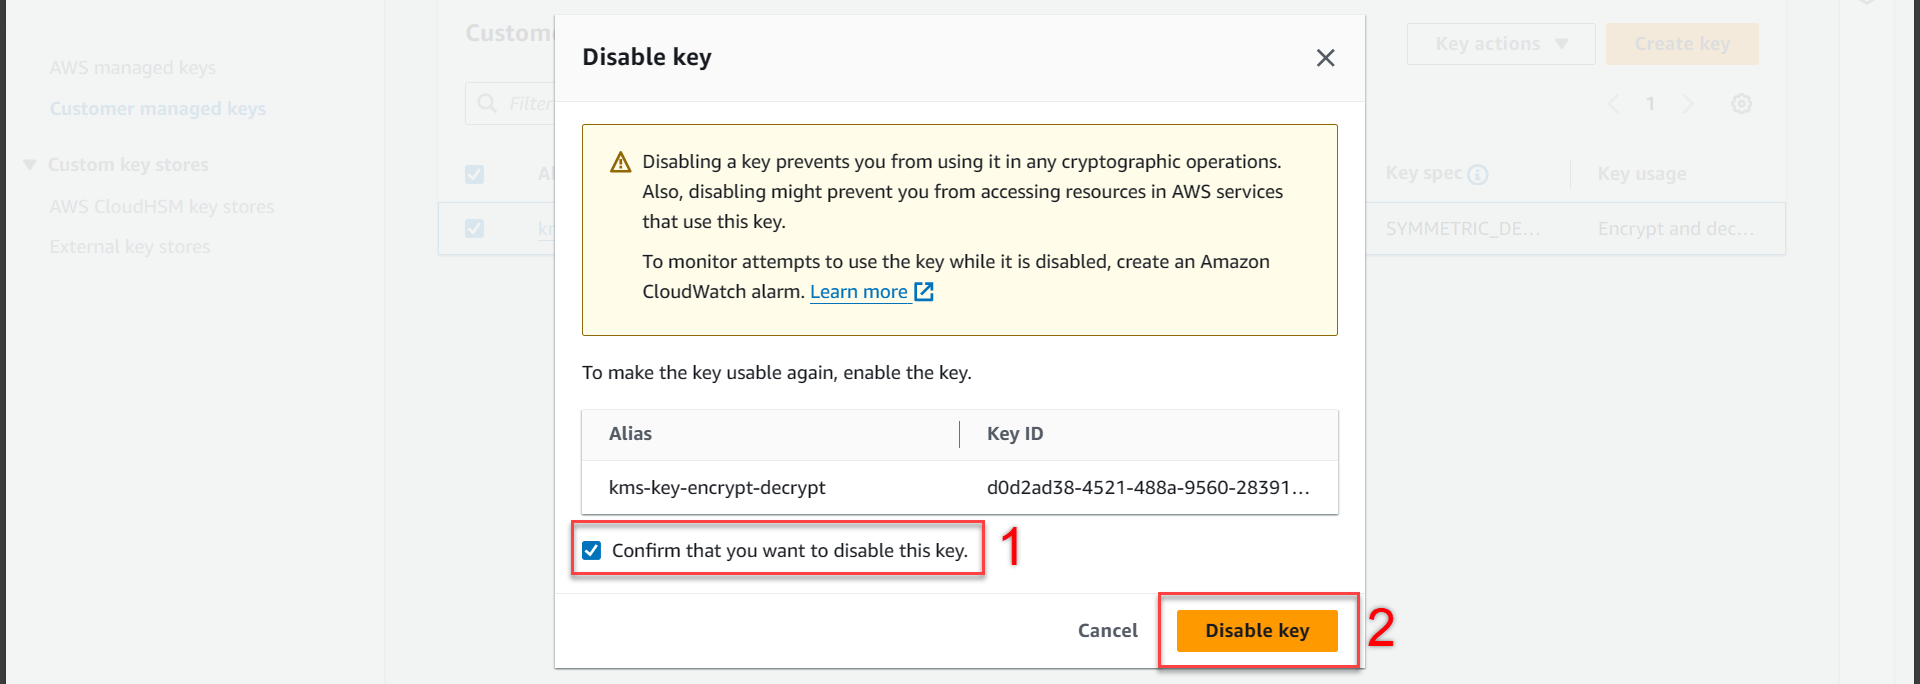 Custome
Key actions
Create key
AWS managed keys
Customer managed keys
Filter
1
Custom key stores
Key spec
Key usage
AWS CloudHSM key stores
External key stores
SYMMETRIC_DE...
Encrypt and dec...
Disable key
Disabling a key prevents you from using it in any cryptographic operations.
Also, disabling might prevent you from accessing resources in AWS services
that use this key.
To monitor attempts to use the key while it is disabled, create an Amazon
CloudWatch alarm. Learn more
To make the key usable again, enable the key.
Alias
Key ID
kms-key-encrypt-decrypt
d0d2ad38-4521-488a-9560-28391...
Confirm that you want to disable this key.
1
Cancel
Disable key
2